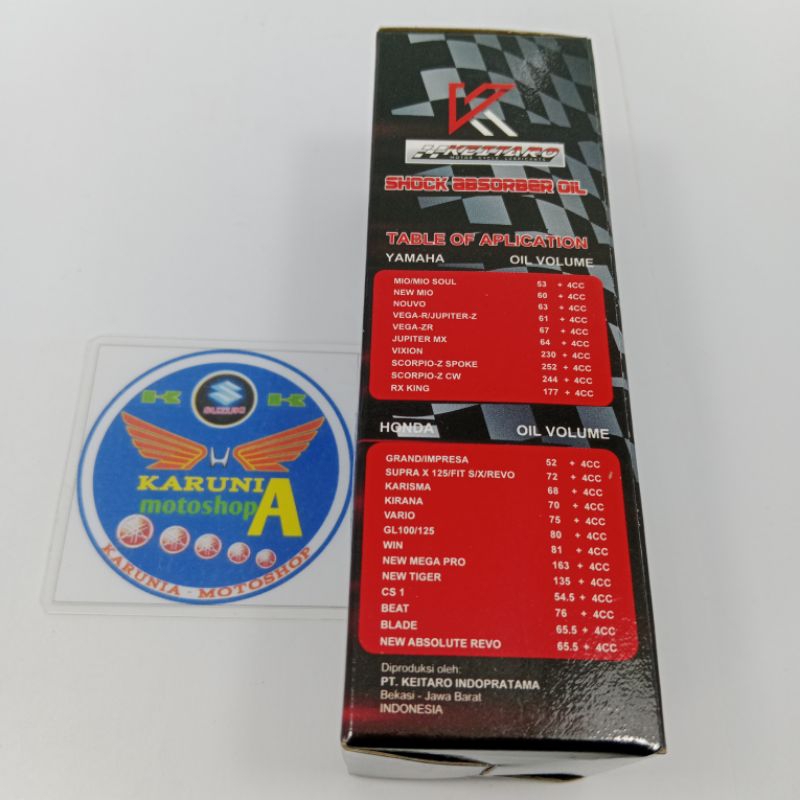 KEITARO
MOTOR CYCLE LUBRICANTS
SHOCK ABSORBER OIL
TABLE OF APLICATION
YAMAHA OIL VOLUME
MIO/MIO SOUL 53 + 4CC
NEW MIO 60 + 4CC
NOUVO 63 + 4CC
VEGA-R/JUPITER-Z 61 + 4CC
VEGA-ZR 67 + 4CC
JUPITER MX 64 + 4CC
VIXION 230 + 4CC
SCORPIO-Z SPOKE 252 + 4CC
SCORPIO-Z CW 244 + 4CC
RX KING 177 + 4CC
HONDA OIL VOLUME
GRAND/IMPRESA 52 + 4CC
SUPRA X 125/FIT S/X/REVO 72 + 4CC
KARISMA 68 + 4CC
KIRANA 70 + 4CC
VARIO 75 + 4CC
GL100/125 80 + 4CC
WIN 81 + 4CC
NEW MEGA PRO 163 + 4CC
NEW TIGER 135 + 4CC
CS 1 54.5 + 4CC
BEAT 76 + 4CC
BLADE 65.5 + 4CC
NEW ABSOLUTE REVO 65.5 + 4CC
Diproduksi oleh:
PT. KEITARO INDOPRATAMA
Bekasi - Jawa Barat
INDONESIA
SUZUKI
KARUNIA
motoshop
KARUNIA - MOTOSHOP